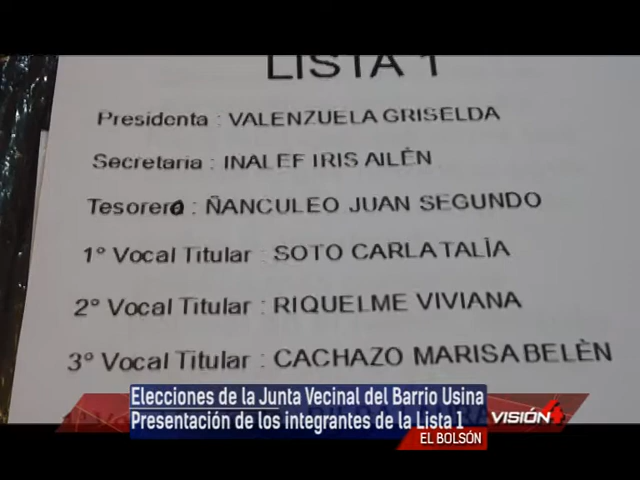 LISTA 1
Presidenta : VALENZUELA GRISELDA
Secretaria : INALEF IRIS AILÉN
Tesorero : ÑANCULEO JUAN SEGUNDO
1° Vocal Titular : SOTO CARLA TALÌA
2° Vocal Titular : RIQUELME VIVIANA
3° Vocal Titular : CACHAZO MARISA BELÈN
Elecciones de la Junta Vecinal del Barrio Usina
Presentación de los integrantes de la Lista 1
VISIÓN 4
EL BOLSÓN